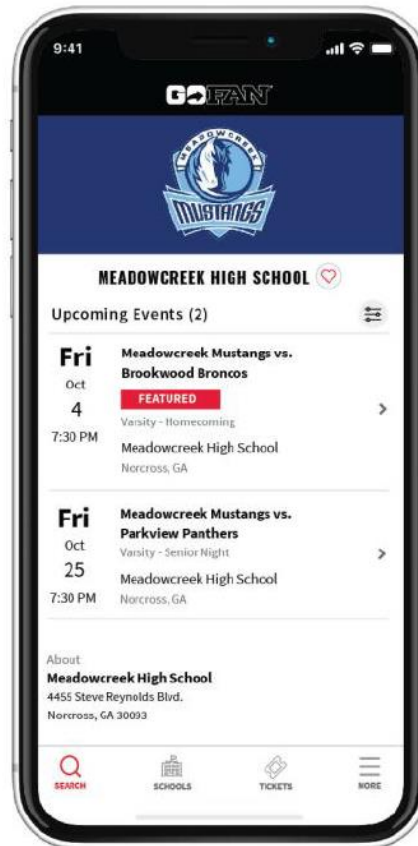 9:41
GOFAN
MEADOWCREEK
MUSTANGS
MEADOWCREEK HIGH SCHOOL
Upcoming Events (2)
Fri
Oct
4
7:30 PM
Meadowcreek Mustangs vs.
Brookwood Broncos
FEATURED
Varsity - Homecoming
Meadowcreek High School
Norcross, GA
Fri
Oct
25
7:30 PM
Meadowcreek Mustangs vs.
Parkview Panthers
Varsity - Senior Night
Meadowcreek High School
Norcross, GA
About
Meadowcreek High School
4455 Steve Reynolds Blvd.
Norcross, GA 30093
SEARCH
SCHOOLS
TICKETS
MORE